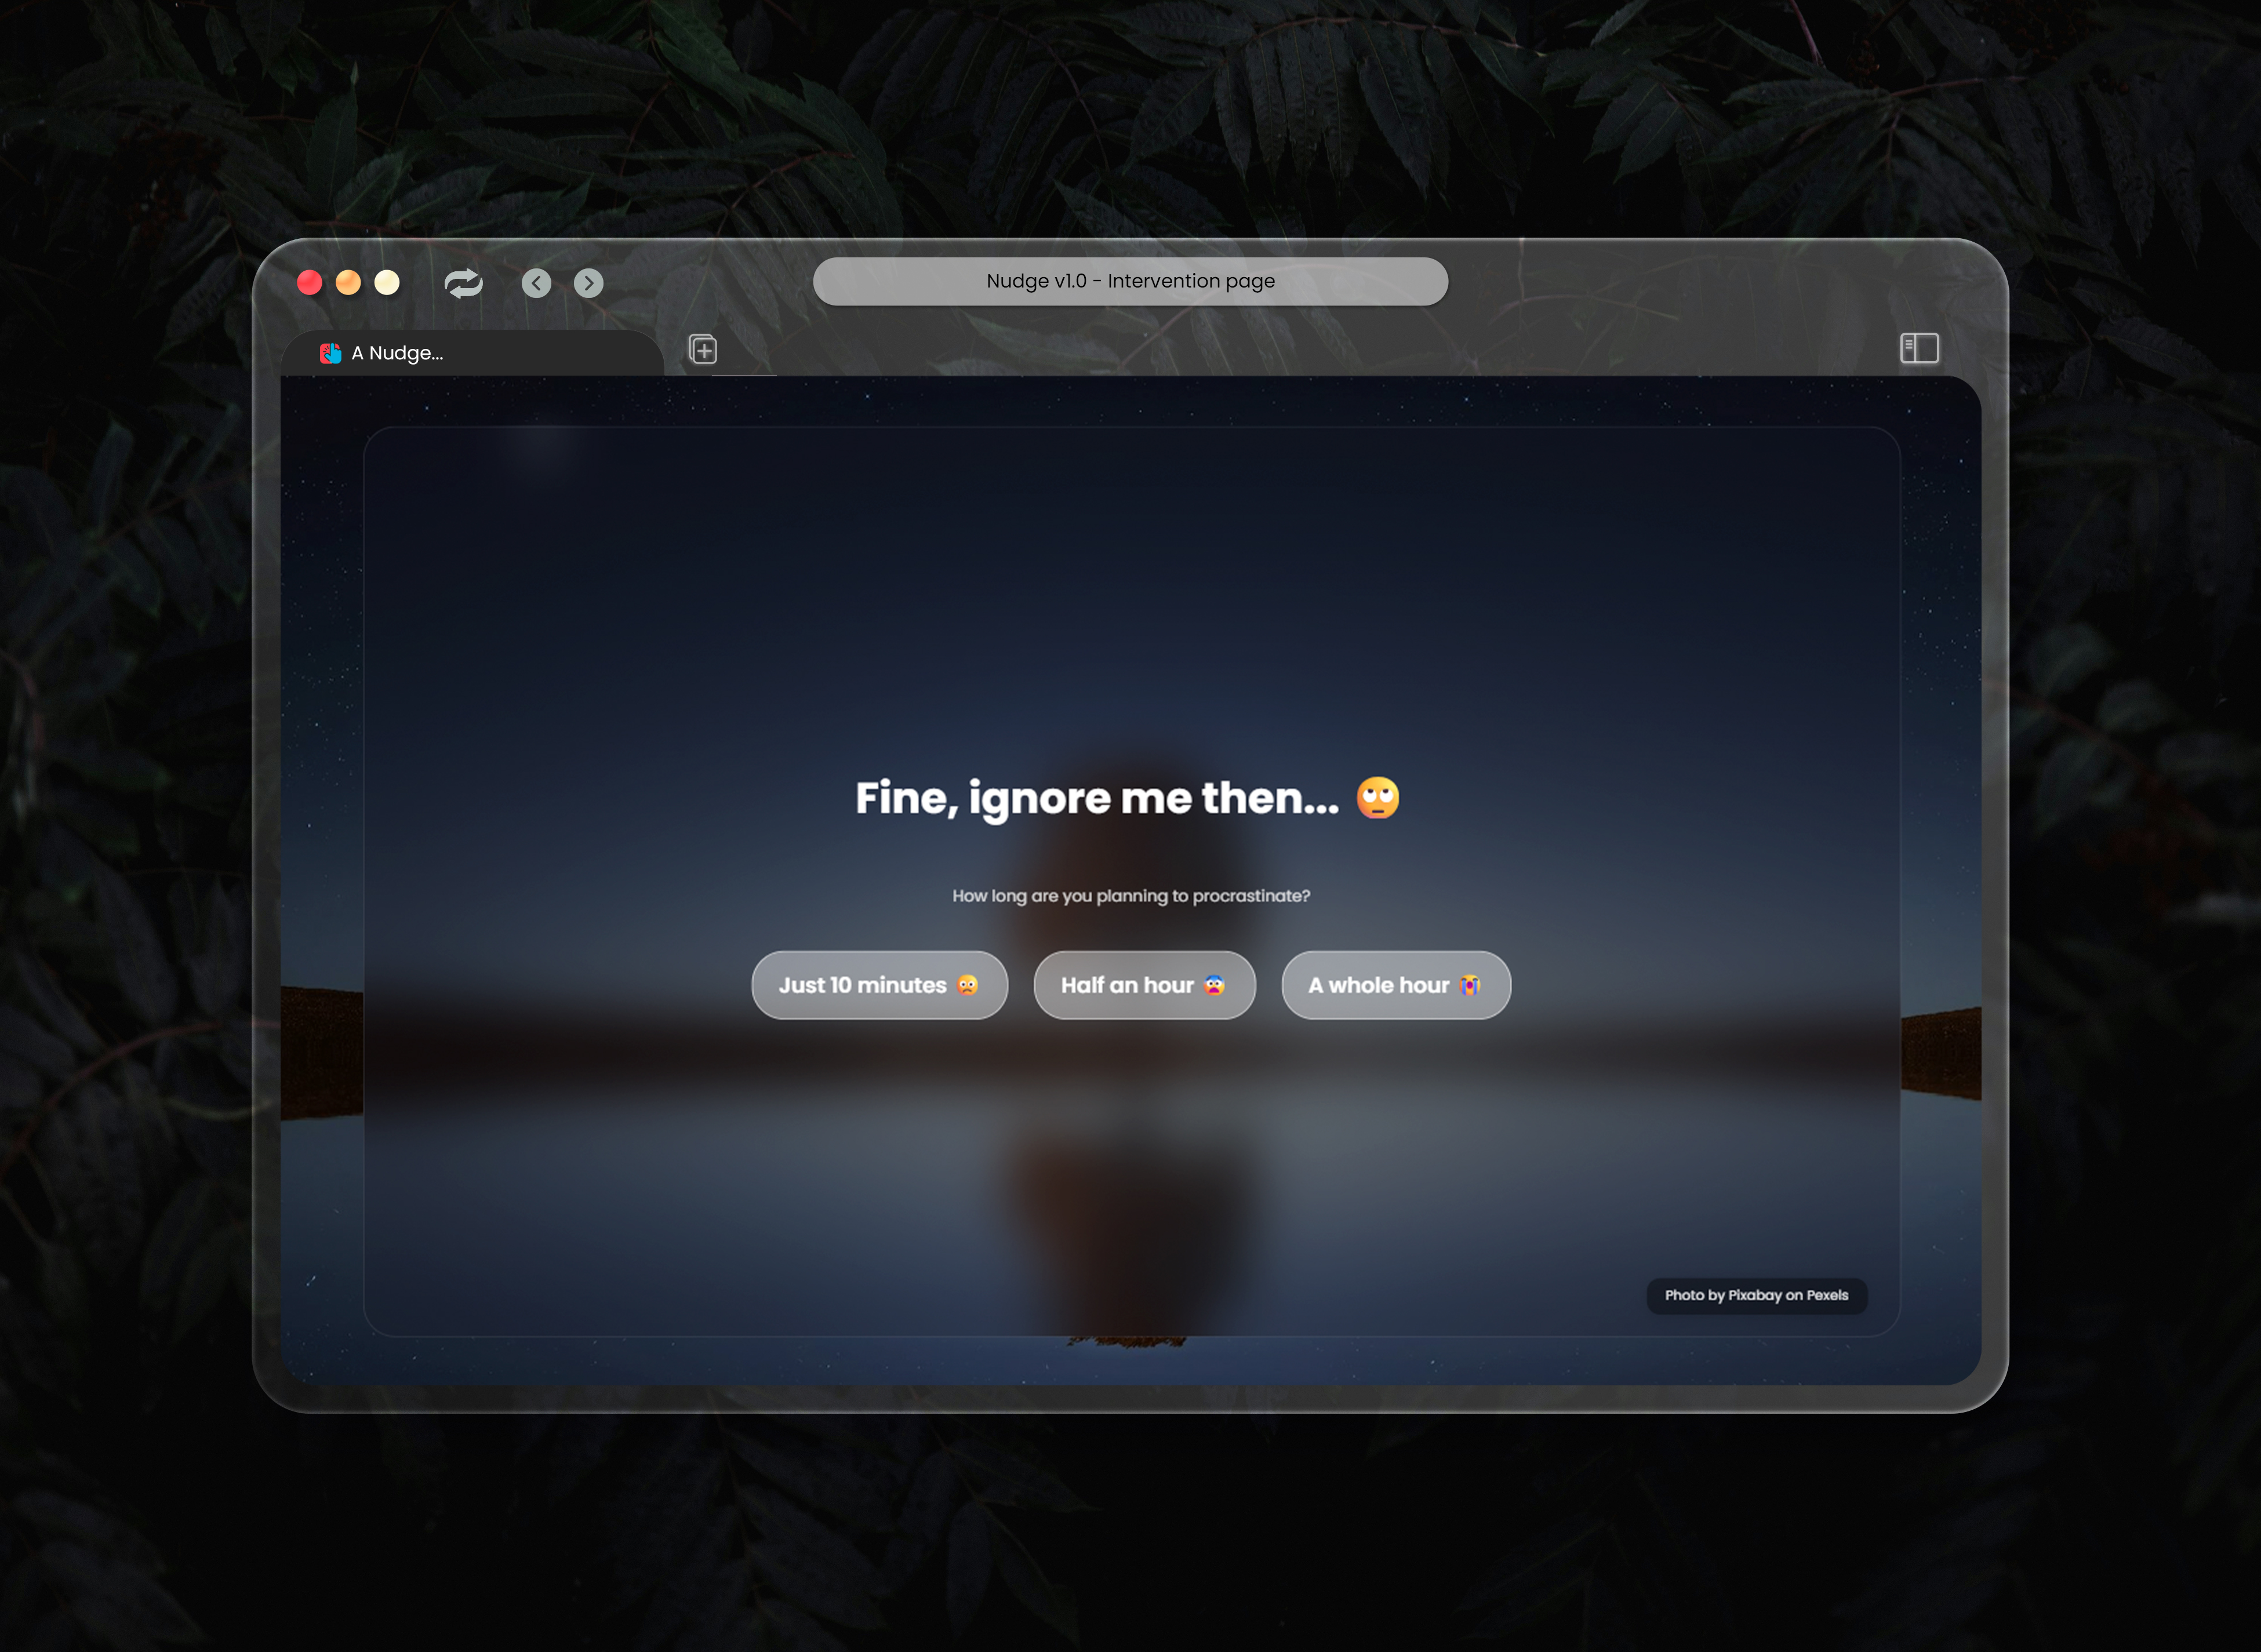 Nudge v1.0 - Intervention page
A Nudge...
Fine, ignore me then... 🙄
How long are you planning to procrastinate?
Just 10 minutes 😟
Half an hour 😱
A whole hour 😭
Photo by Pixabay on Pexels